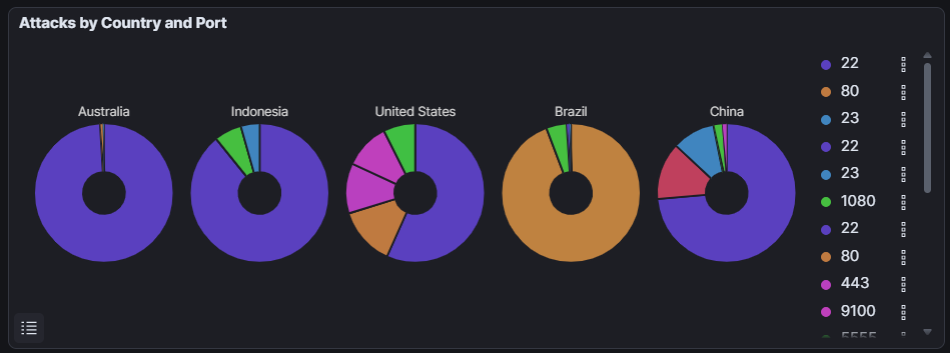 Attacks by Country and Port
Australia
Indonesia
United States
Brazil
China
22
80
23
22
23
1080
22
80
443
9100
5555